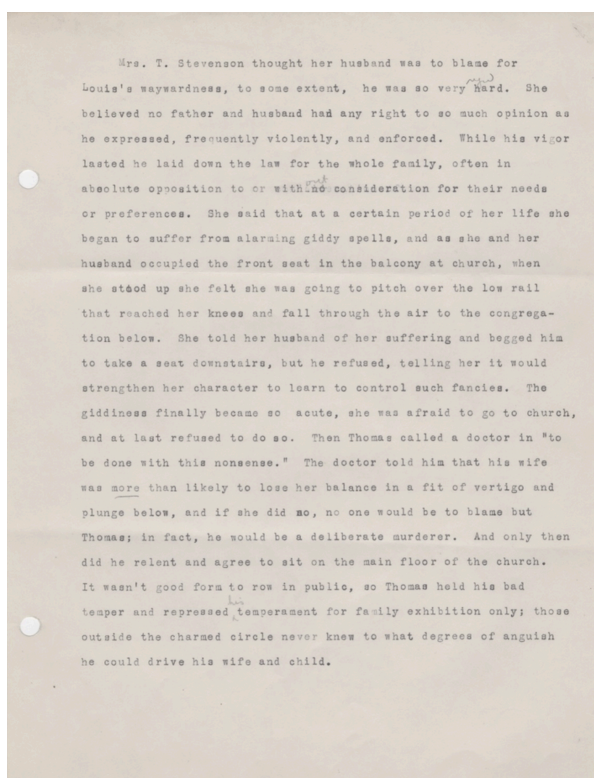 Mrs. T. Stevenson thought her husband was to blame for
Louis's waywardness, to some extent, he was so very hard. She
believed no father and husband had any right to so much opinion as
he expressed, frequently violently, and enforced. While his vigor
lasted he laid down the law for the whole family, often in
out
absolute opposition to or with no consideration for their needs
or preferences. She said that at a certain period of her life she
began to suffer from alarming giddy spells, and as she and her
husband occupied the front seat in the balcony at church, when
she stood up she felt she was going to pitch over the low rail
that reached her knees and fall through the air to the congrega-
tion below. She told her husband of her suffering and begged him
to take a seat downstairs, but he refused, telling her it would
strengthen her character to learn to control such fancies. The
giddiness finally became so acute, she was afraid to go to church,
and at last refused to do so. Then Thomas called a doctor in "to
be done with this nonsense." The doctor told him that his wife
was more than likely to lose her balance in a fit of vertigo and
plunge below, and if she did so, no one would be to blame but
Thomas; in fact, he would be a deliberate murderer. And only then
did he relent and agree to sit on the main floor of the church.
It wasn't good form to row in public, so Thomas held his bad
his
temper and repressed temperament for family exhibition only; those
outside the charmed circle never knew to what degrees of anguish
he could drive his wife and child.